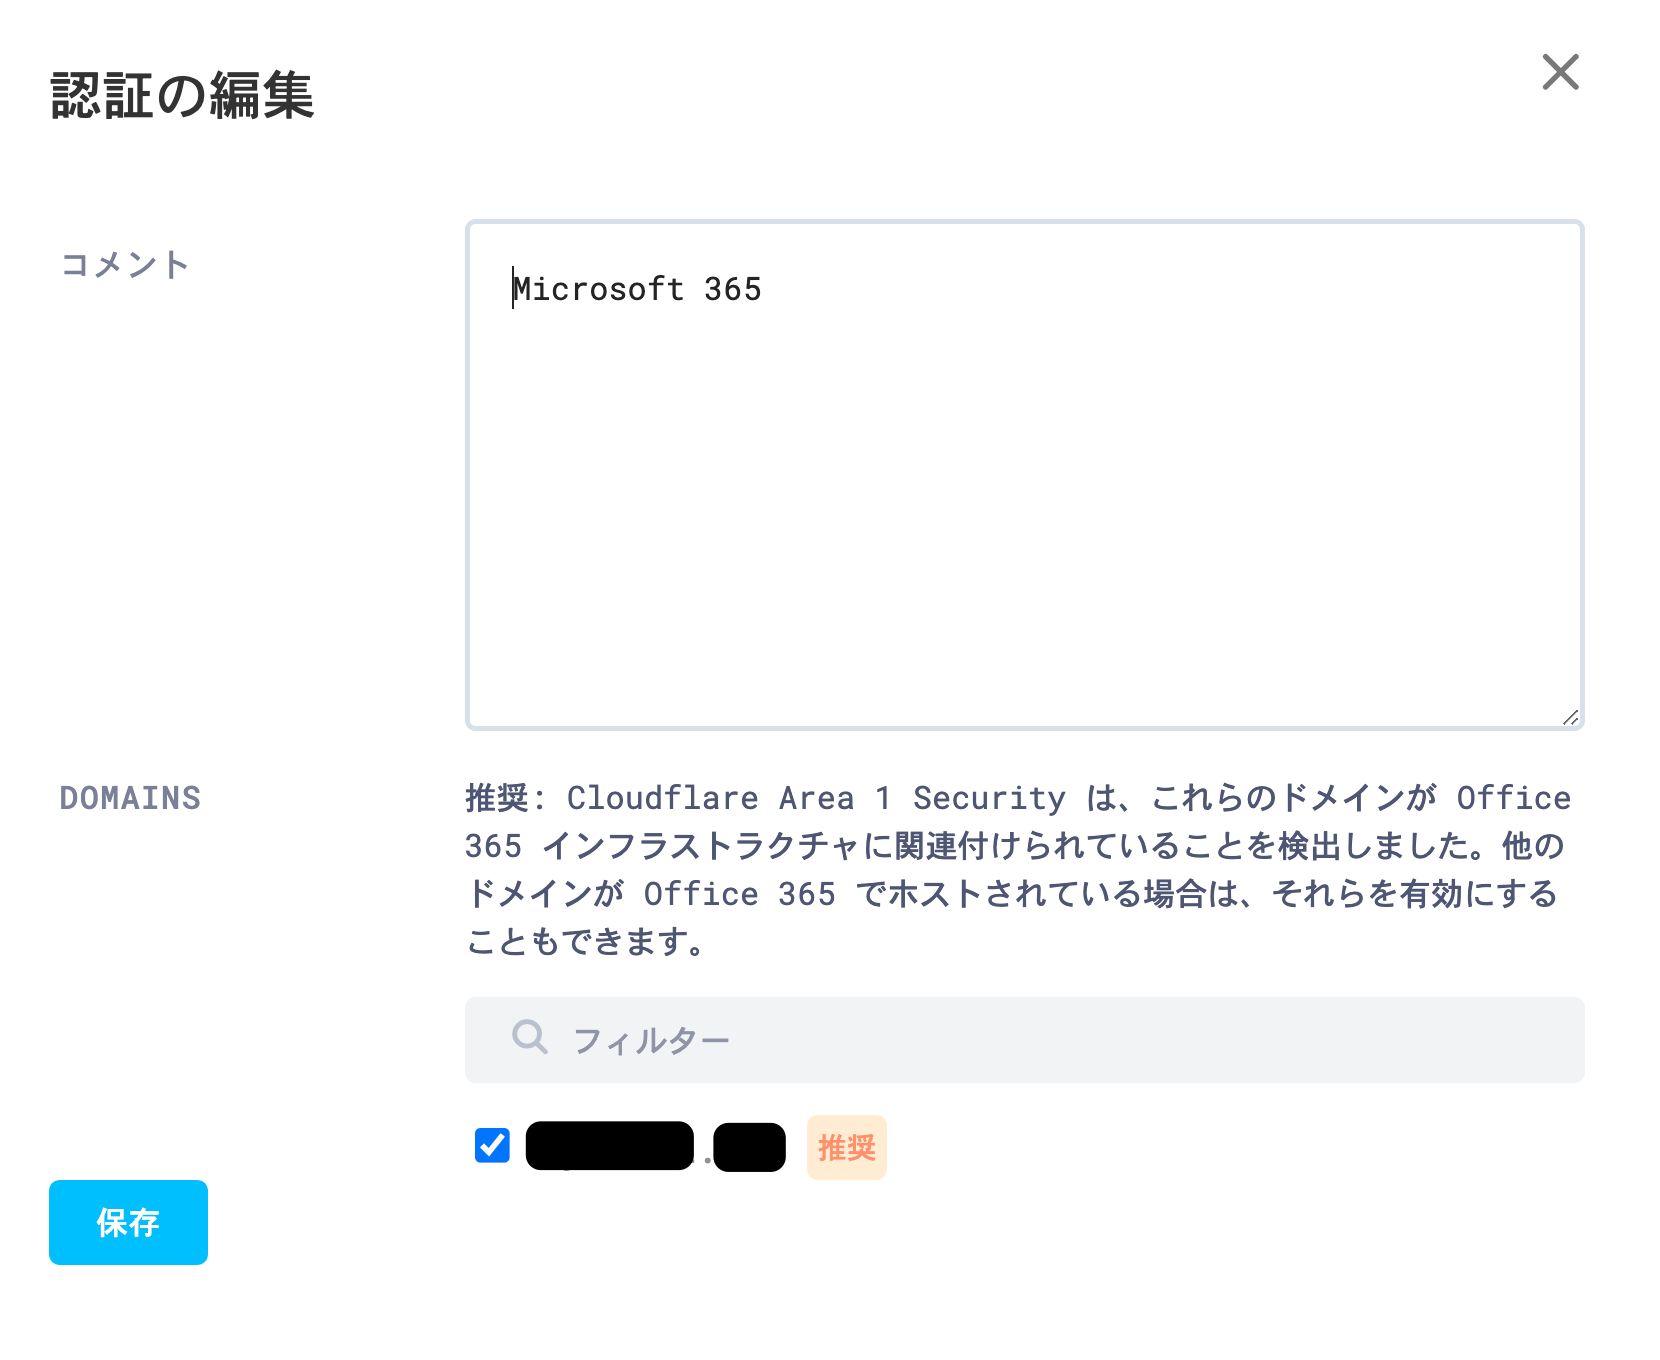 認証の編集
コメント
Microsoft 365
DOMAINS
推奨: Cloudflare Area 1 Security は、これらのドメインが Office
365 インフラストラクチャに関連付けられていることを検出しました。他の
ドメインが Office 365 でホストされている場合は、それらを有効にする
こともできます。
フィルター
推奨
保存